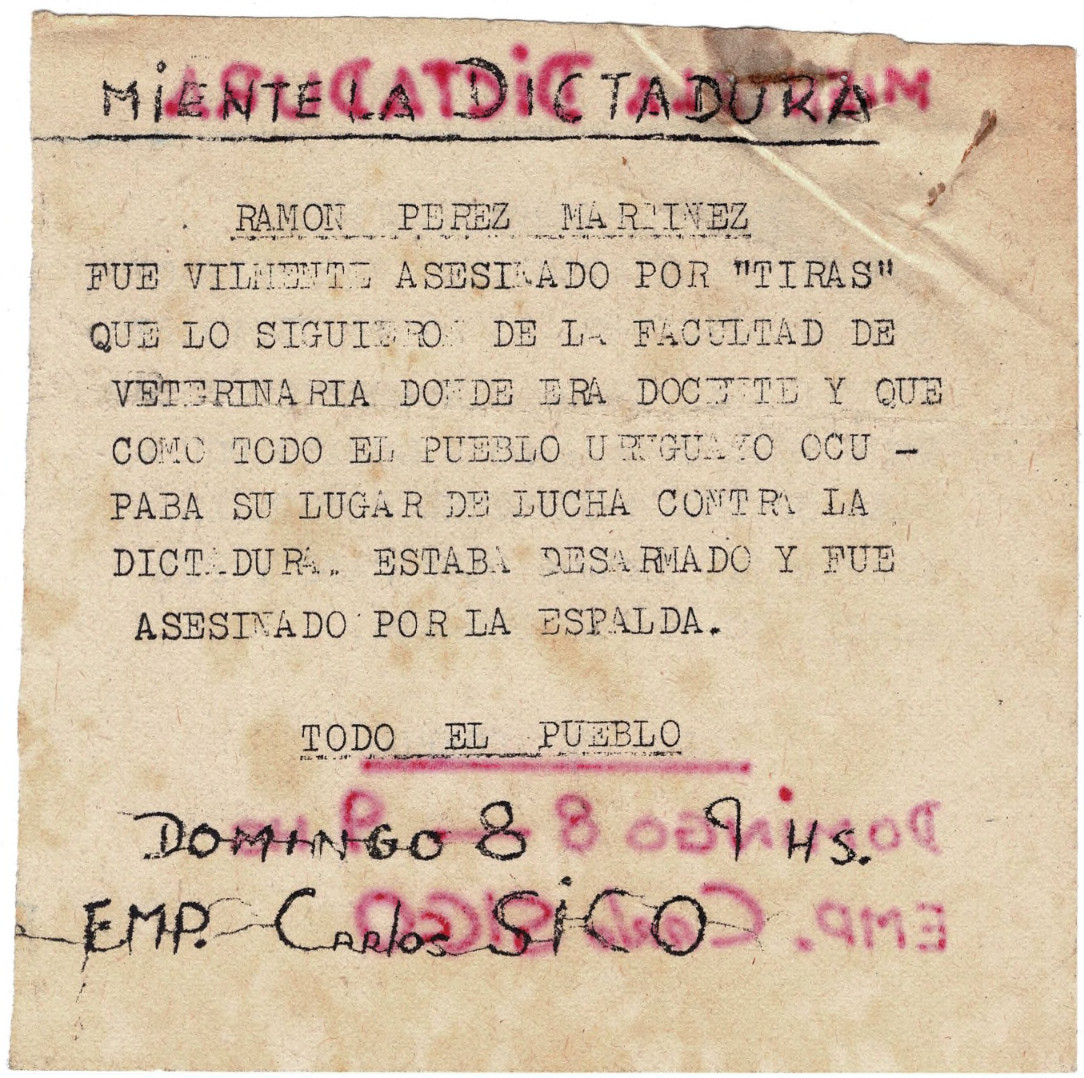 MiENTE LA DiCTADURA
RAMON PEREZ MARTINEZ
FUE VILMENTE ASESINADO POR "TIRAS"
QUE LO SIGUIERON DE LA FACULTAD DE
VETERINARIA DONDE ERA DOCENTE Y QUE
COMO TODO EL PUEBLO URUGUAYO OCU -
PABA SU LUGAR DE LUCHA CONTRA LA
DICTADURA. ESTABA DESARMADO Y FUE
ASESINADO POR LA ESPALDA.
TODO EL PUEBLO
DOMINGO 8 9 HS.
EMP. CARlos SiCO